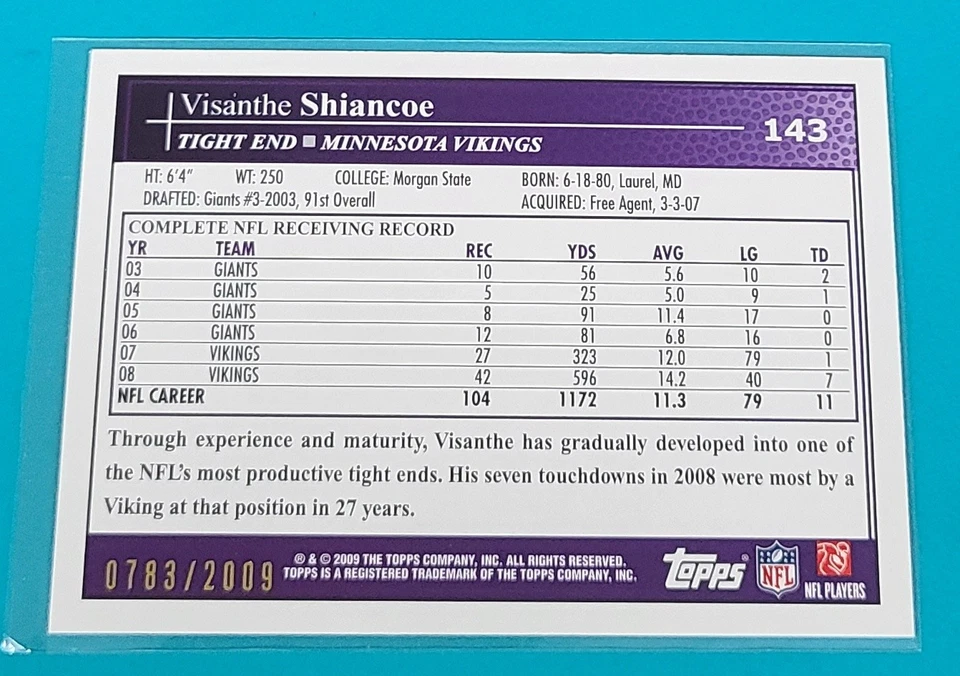 Visanthe Shiancoe
143
TIGHT END ■ MINNESOTA VIKINGS
HT: 6'4" WT: 250 COLLEGE: Morgan State BORN: 6-18-80, Laurel, MD
DRAFTED: Giants #3-2003, 91st Overall ACQUIRED: Free Agent, 3-3-07
COMPLETE NFL RECEIVING RECORD
YR TEAM REC YDS AVG LG TD
03 GIANTS 10 56 5.6 10 2
04 GIANTS 5 25 5.0 9 1
05 GIANTS 8 91 11.4 17 0
06 GIANTS 12 81 6.8 16 0
07 VIKINGS 27 323 12.0 79 1
08 VIKINGS 42 596 14.2 40 7
NFL CAREER 104 1172 11.3 79 11
Through experience and maturity, Visanthe has gradually developed into one of
the NFL's most productive tight ends. His seven touchdowns in 2008 were most by a
Viking at that position in 27 years.
0783/2009
® & © 2009 THE TOPPS COMPANY, INC. ALL RIGHTS RESERVED.
TOPPS IS A REGISTERED TRADEMARK OF THE TOPPS COMPANY, INC.
Topps®
NFL
NFL PLAYERS